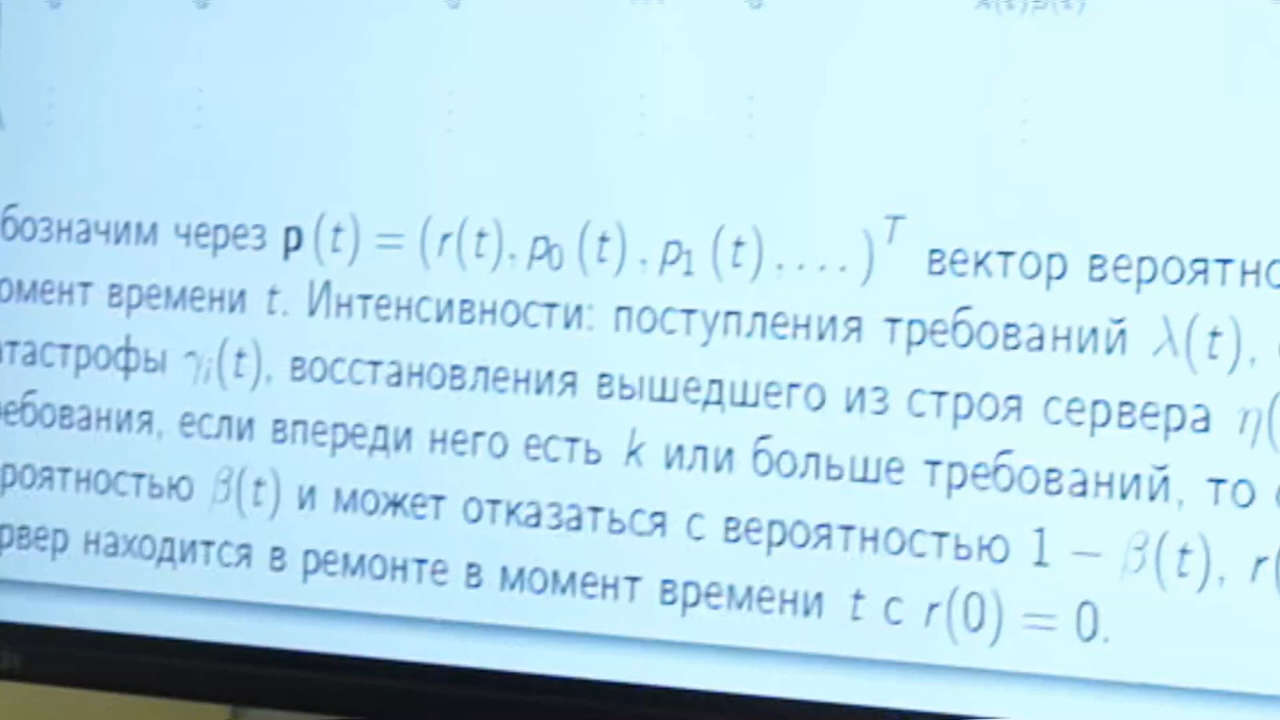 бозначим через p (t) = (r(t), p₀ (t), p₁ (t), ....)ᵀ вектор вероятно
омент времени t. Интенсивности: поступления требований λ(t),
тастрофы γᵢ(t), восстановления вышедшего из строя сервера η(
ебования, если впереди него есть k или больше требований, то
роятностью β(t) и может отказаться с вероятностью 1 − β(t), r(
рвер находится в ремонте в момент времени t с r(0) = 0.